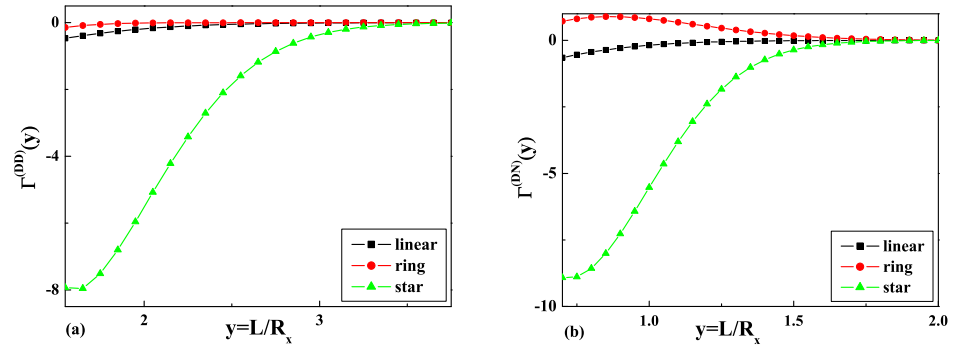 0
-4
-8
Γ(DD)(y)
linear
ring
star
(a)
2
3
y=L/Rx
0
-5
-10
Γ(DN)(y)
linear
ring
star
(b)
1.0
1.5
2.0
y=L/Rx